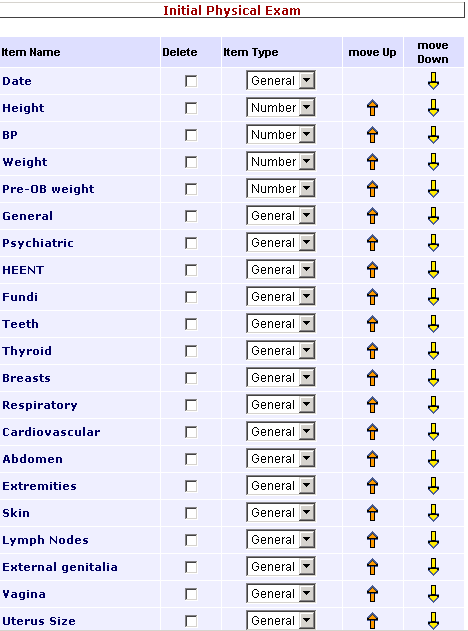 Initial Physical Exam
Item Name Delete Item Type move Up move Down
Date General
Height Number
BP Number
Weight Number
Pre-OB weight Number
General General
Psychiatric General
HEENT General
Fundi General
Teeth General
Thyroid General
Breasts General
Respiratory General
Cardiovascular General
Abdomen General
Extremities General
Skin General
Lymph Nodes General
External genitalia General
Vagina General
Uterus Size General